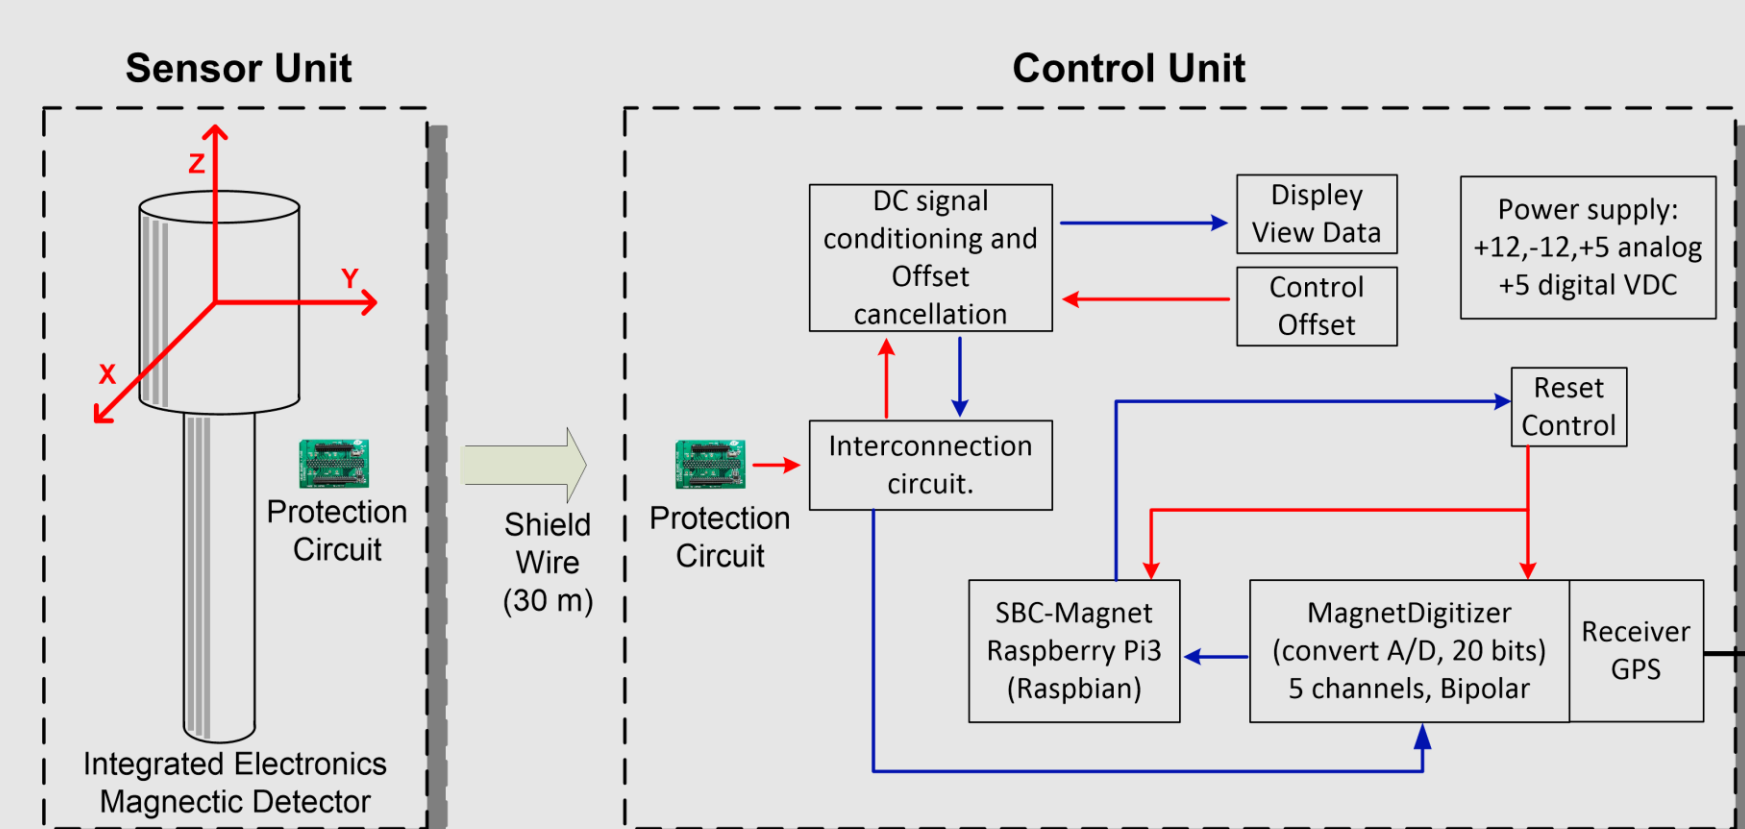 Sensor Unit
Z
Y
X
Protection
Circuit
Integrated Electronics
Magnectic Detector
Shield
Wire
(30 m)
Control Unit
DC signal
conditioning and
Offset
cancellation
Displey
View Data
Control
Offset
Power supply:
+12,-12,+5 analog
+5 digital VDC
Protection
Circuit
Interconnection
circuit.
Reset
Control
SBC-Magnet
Raspberry Pi3
(Raspbian)
MagnetDigitizer
(convert A/D, 20 bits)
5 channels, Bipolar
Receiver
GPS